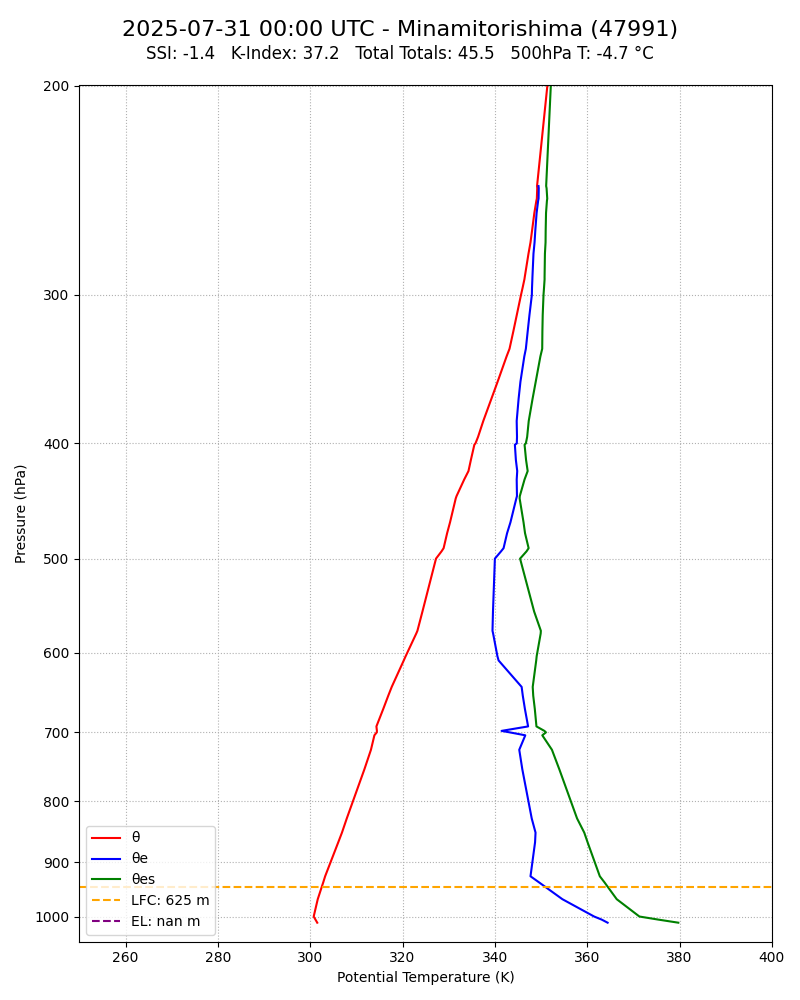 2025-07-31 00:00 UTC - Minamitorishima (47991)
SSI: -1.4   K-Index: 37.2   Total Totals: 45.5   500hPa T: -4.7 °C
200
300
400
500
600
700
800
900
1000
Pressure (hPa)
θ
θe
θes
LFC: 625 m
EL: nan m
260
280
300
320
340
360
380
400
Potential Temperature (K)